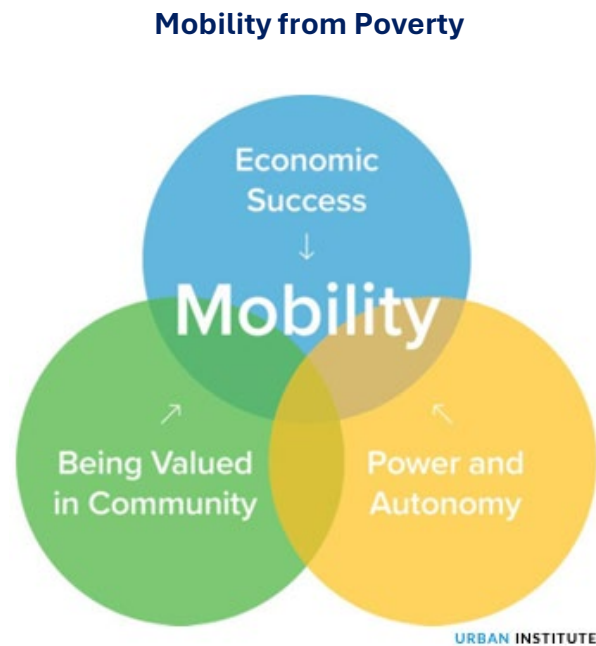 Mobility from Poverty
Economic
Success
↓
Mobility
↗
Being Valued
in Community
↖
Power and
Autonomy
URBAN INSTITUTE